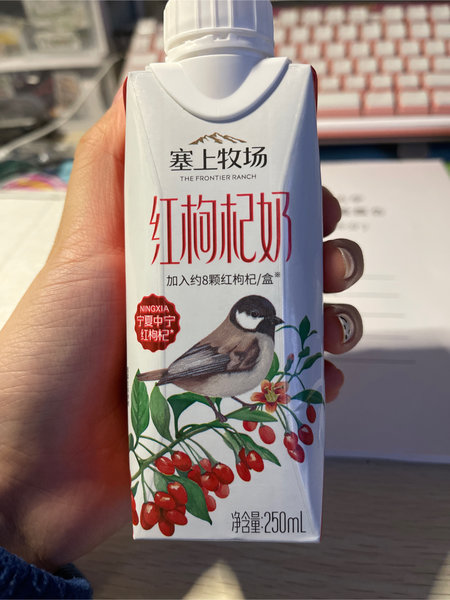 塞上牧场
THE FRONTIER RANCH
红枸杞奶
加入约8颗红枸杞/盒※
NINGXIA
宁夏中宁
红枸杞*
净含量:250mL